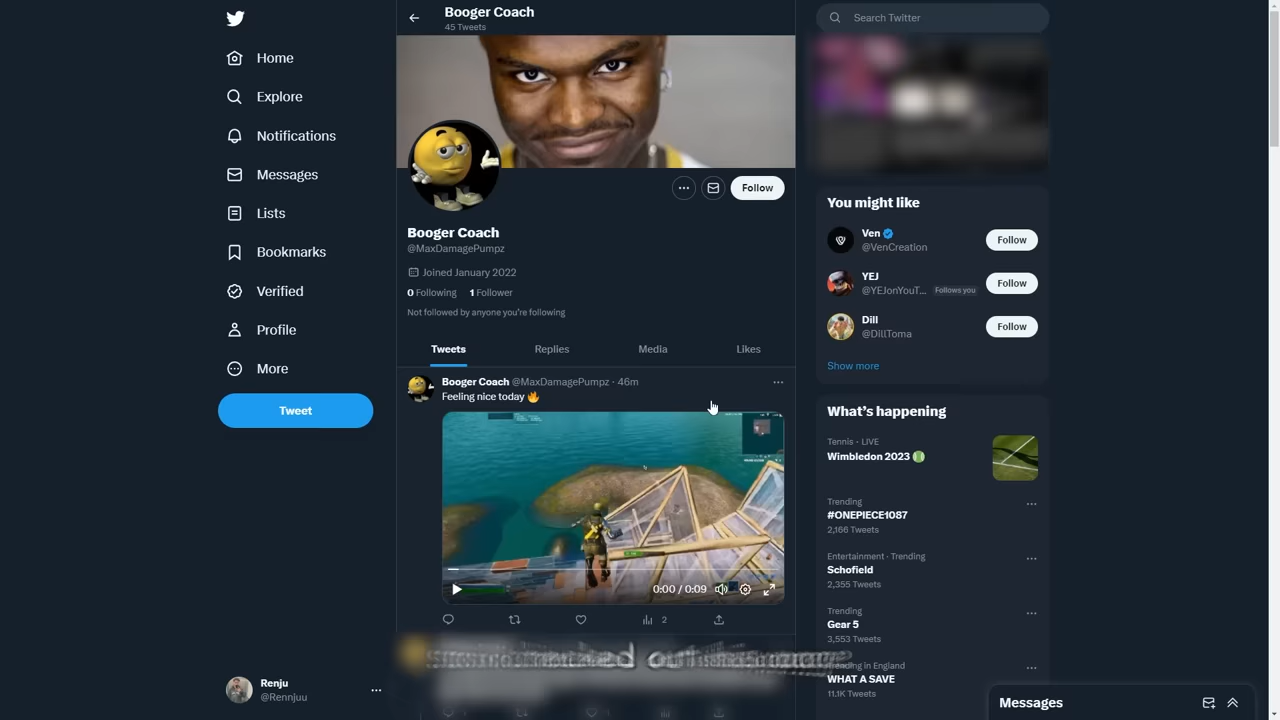 Booger Coach
45 Tweets
Search Twitter
Home
Explore
Notifications
Messages
Lists
Bookmarks
Verified
Profile
More
Tweet
Follow
Booger Coach
@MaxDamagePumpz
Joined January 2022
0 Following 1 Follower
Not followed by anyone you're following
Tweets Replies Media Likes
Booger Coach @MaxDamagePumpz · 46m
Feeling nice today 🔥
0:00 / 0:09
2
You might like
Ven
@VenCreation
Follow
YEJ
@YEJonYouT... Follows you
Follow
Dill
@DillToma
Follow
Show more
What's happening
Tennis · LIVE
Wimbledon 2023 🎾
Trending
#ONEPIECE1087
2,166 Tweets
Entertainment · Trending
Schofield
2,355 Tweets
Trending
Gear 5
3,553 Tweets
Trending in England
WHAT A SAVE
11.1K Tweets
Renju
@Rennjuu
Messages